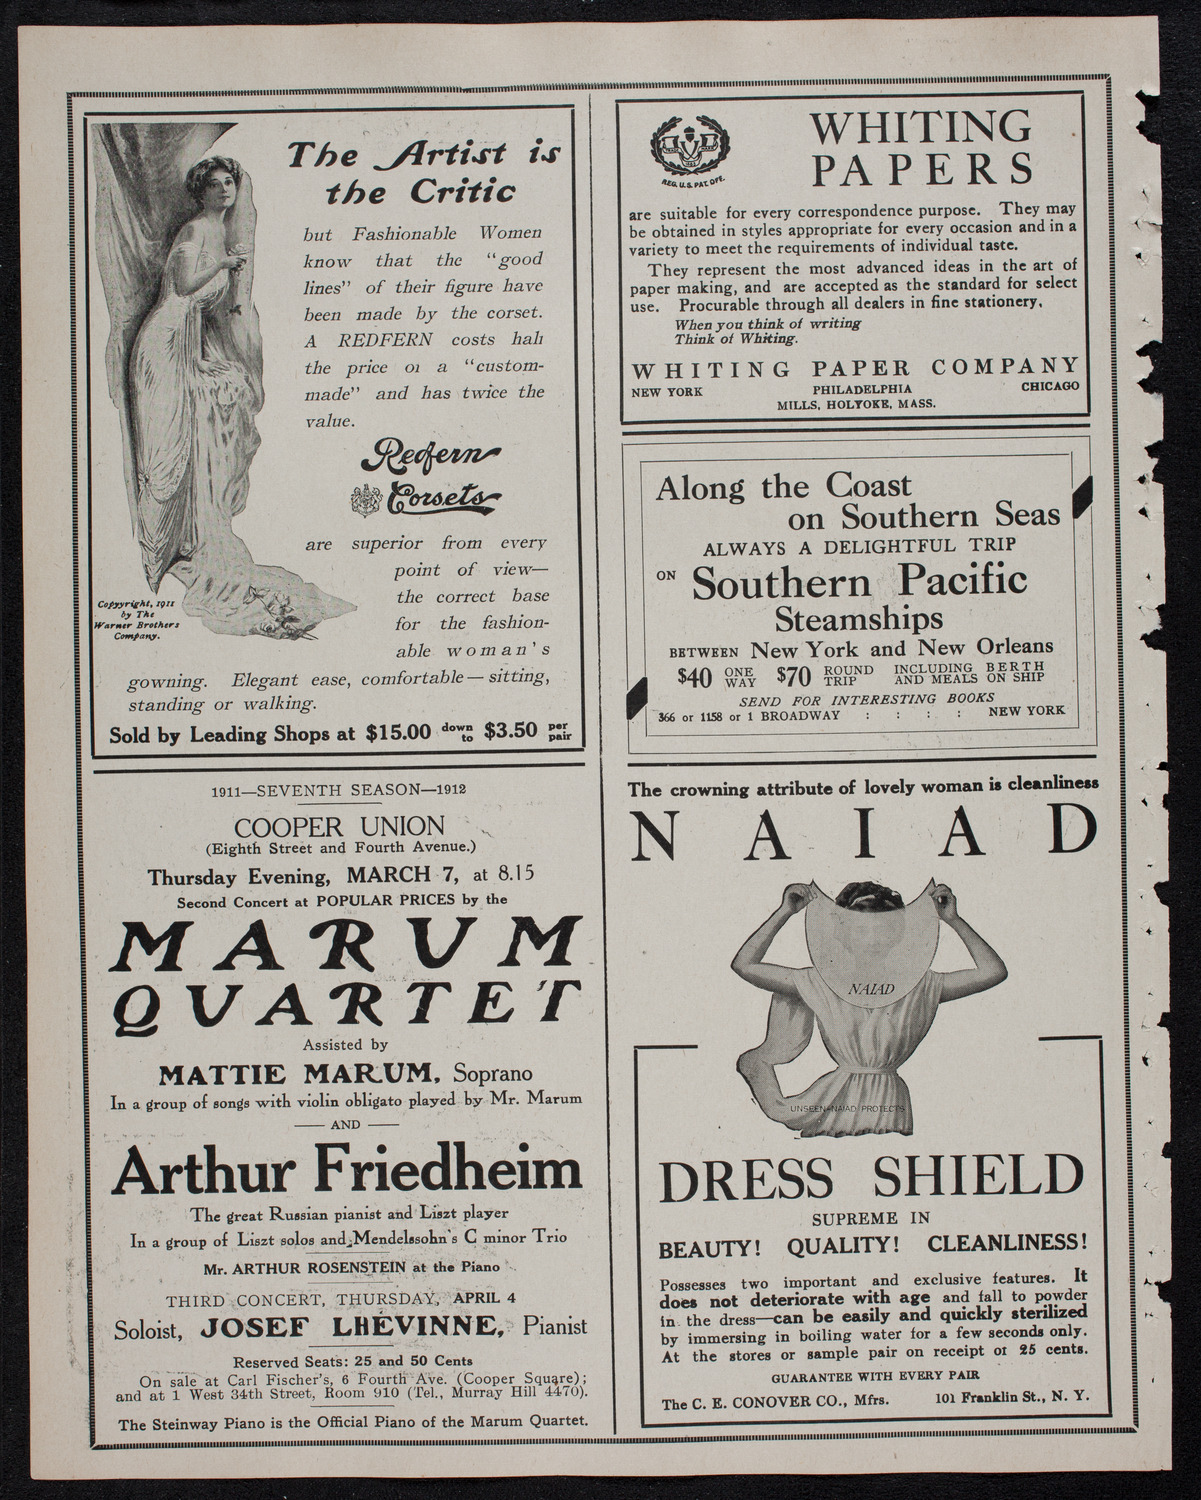 The Artist is
the Critic
but Fashionable Women
know that the "good
lines" of their figure have
been made by the corset.
A REDFERN costs half
the price of a "custom-
made" and has twice the
value.
Redfern
Corsets
are superior from every
point of view—
the correct base
for the fashion-
able woman's
gowning. Elegant ease, comfortable—sitting,
standing or walking.
Copyright, 1911
by The
Warner Brothers
Company.
Sold by Leading Shops at $15.00 down to $3.50 per pair
1911—SEVENTH SEASON—1912
COOPER UNION
(Eighth Street and Fourth Avenue.)
Thursday Evening, MARCH 7, at 8.15
Second Concert at POPULAR PRICES by the
MARUM
QUARTET
Assisted by
MATTIE MARUM, Soprano
In a group of songs with violin obligato played by Mr. Marum
AND
Arthur Friedheim
The great Russian pianist and Liszt player
In a group of Liszt solos and Mendelssohn's C minor Trio
Mr. ARTHUR ROSENSTEIN at the Piano
THIRD CONCERT, THURSDAY, APRIL 4
Soloist, JOSEF LHÉVINNE, Pianist
Reserved Seats: 25 and 50 Cents
On sale at Carl Fischer's, 6 Fourth Ave. (Cooper Square);
and at 1 West 34th Street, Room 910 (Tel., Murray Hill 4470).
The Steinway Piano is the Official Piano of the Marum Quartet.
REG. U.S. PAT. OFF.
WHITING
PAPERS
are suitable for every correspondence purpose. They may
be obtained in styles appropriate for every occasion and in a
variety to meet the requirements of individual taste.
They represent the most advanced ideas in the art of
paper making, and are accepted as the standard for select
use. Procurable through all dealers in fine stationery.
When you think of writing
Think of Whiting.
WHITING PAPER COMPANY
NEW YORK PHILADELPHIA CHICAGO
MILLS, HOLYOKE, MASS.
Along the Coast
on Southern Seas
ALWAYS A DELIGHTFUL TRIP
ON Southern Pacific
Steamships
BETWEEN New York and New Orleans
$40 ONE WAY $70 ROUND TRIP INCLUDING BERTH AND MEALS ON SHIP
SEND FOR INTERESTING BOOKS
366 or 1158 or 1 BROADWAY : : : : NEW YORK
The crowning attribute of lovely woman is cleanliness
NAIAD
NAIAD
UNSEEN-NAIAD PROTECTS
DRESS SHIELD
SUPREME IN
BEAUTY! QUALITY! CLEANLINESS!
Possesses two important and exclusive features. It
does not deteriorate with age and fall to powder
in the dress—can be easily and quickly sterilized
by immersing in boiling water for a few seconds only.
At the stores or sample pair on receipt of 25 cents.
GUARANTEE WITH EVERY PAIR
The C. E. CONOVER CO., Mfrs. 101 Franklin St., N. Y.